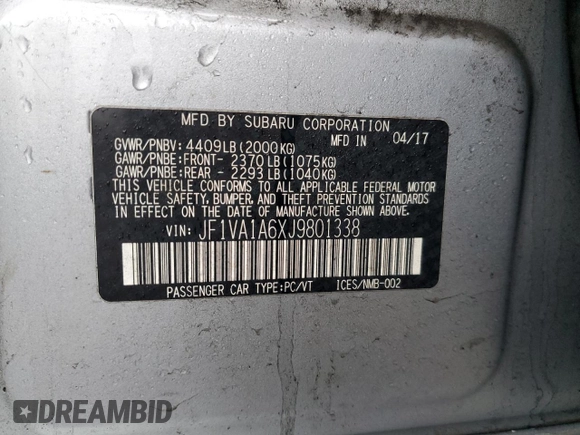 MFD BY SUBARU CORPORATION
GVWR/PNBV: 4409LB(2000KG) MFD IN 04/17
GAWR/PNBE:FRONT- 2370LB(1075KG)
GAWR/PNBE:REAR - 2293LB(1040KG)
THIS VEHICLE CONFORMS TO ALL APPLICABLE FEDERAL MOTOR
VEHICLE SAFETY, BUMPER, AND THEFT PREVENTION STANDARDS
IN EFFECT ON THE DATE OF MANUFACTURE SHOWN ABOVE.
VIN: JF1VA1A6XJ9801338
PASSENGER CAR TYPE:PC/VT ICES/NMB-002
DREAMBID